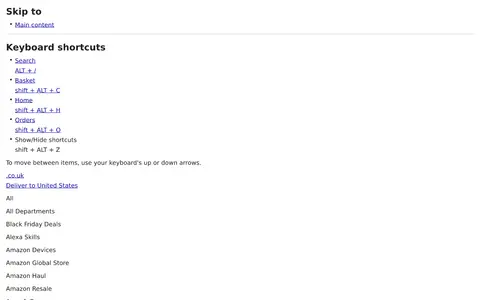 Skip to
Main content
Keyboard shortcuts
Search
ALT + /
Basket
shift + ALT + C
Home
shift + ALT + H
Orders
shift + ALT + O
Show/Hide shortcuts
shift + ALT + Z
To move between items, use your keyboard's up or down arrows.
.co.uk
Deliver to United States
All
All Departments
Black Friday Deals
Alexa Skills
Amazon Devices
Amazon Global Store
Amazon Haul
Amazon Resale